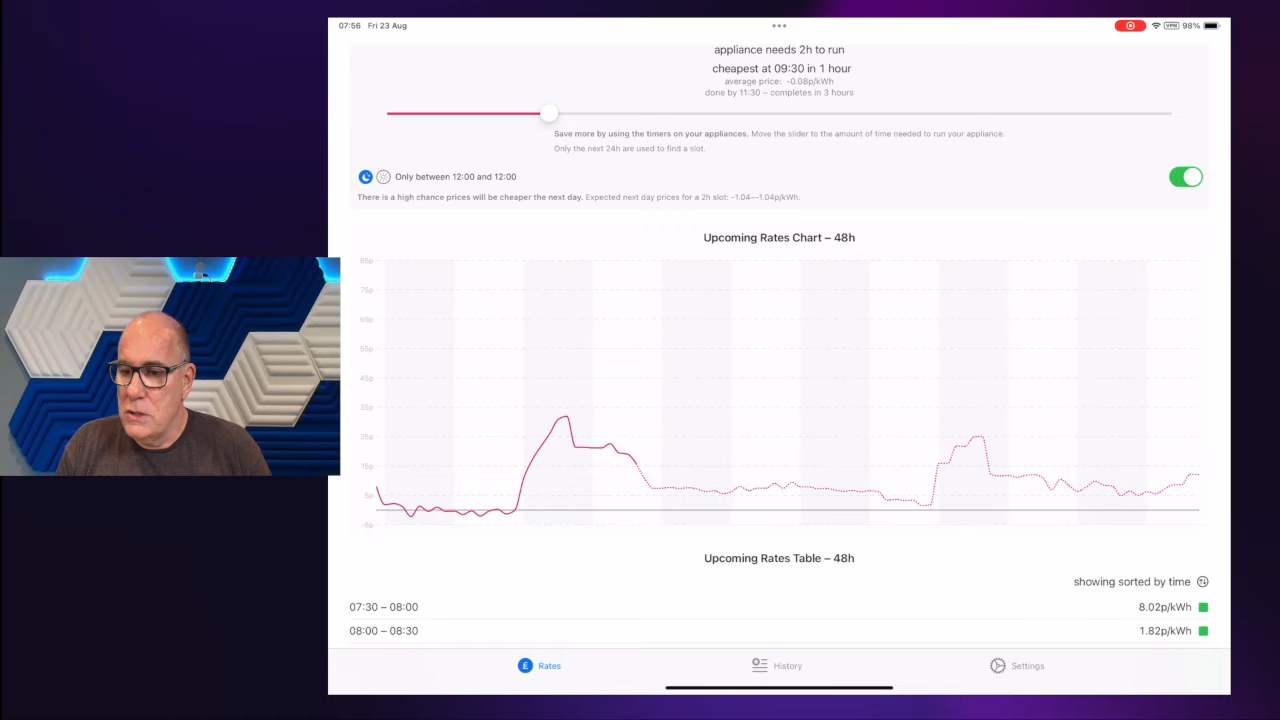 07:56 Fri 23 Aug
98%
VPN
appliance needs 2h to run
cheapest at 09:30 in 1 hour
average price: -0.08p/kWh
done by 11:30 – completes in 3 hours
Save more by using the timers on your appliances. Move the slider to the amount of time needed to run your appliance.
Only the next 24h are used to find a slot.
Only between 12:00 and 12:00
There is a high chance prices will be cheaper the next day. Expected next day prices for a 2h slot: -1.04–-1.04p/kWh.
Upcoming Rates Chart – 48h
85p
75p
65p
55p
45p
35p
25p
15p
5p
-5p
Upcoming Rates Table – 48h
showing sorted by time
07:30 – 08:00 8.02p/kWh
08:00 – 08:30 1.82p/kWh
£ Rates History Settings